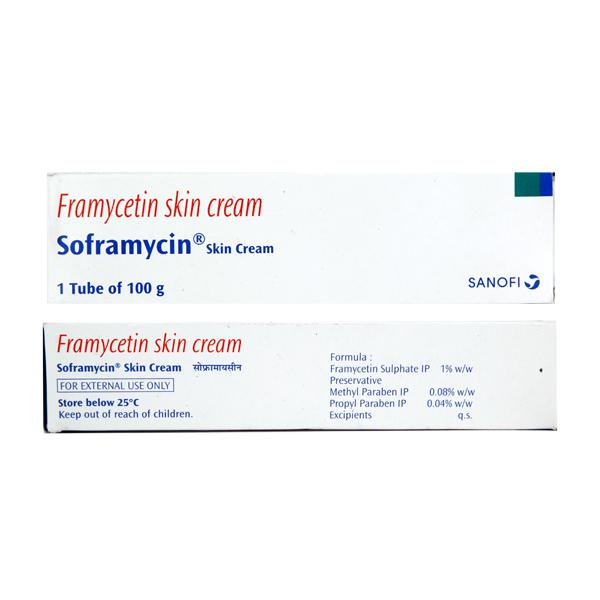 Framycetin skin cream
Soframycin® Skin Cream
1 Tube of 100 g
SANOFI
Framycetin skin cream
Soframycin® Skin Cream सोफ्रामायसीन
FOR EXTERNAL USE ONLY
Store below 25°C
Keep out of reach of children.
Formula :
Framycetin Sulphate IP 1% w/w
Preservative
Methyl Paraben IP 0.08% w/w
Propyl Paraben IP 0.04% w/w
Excipients q.s.